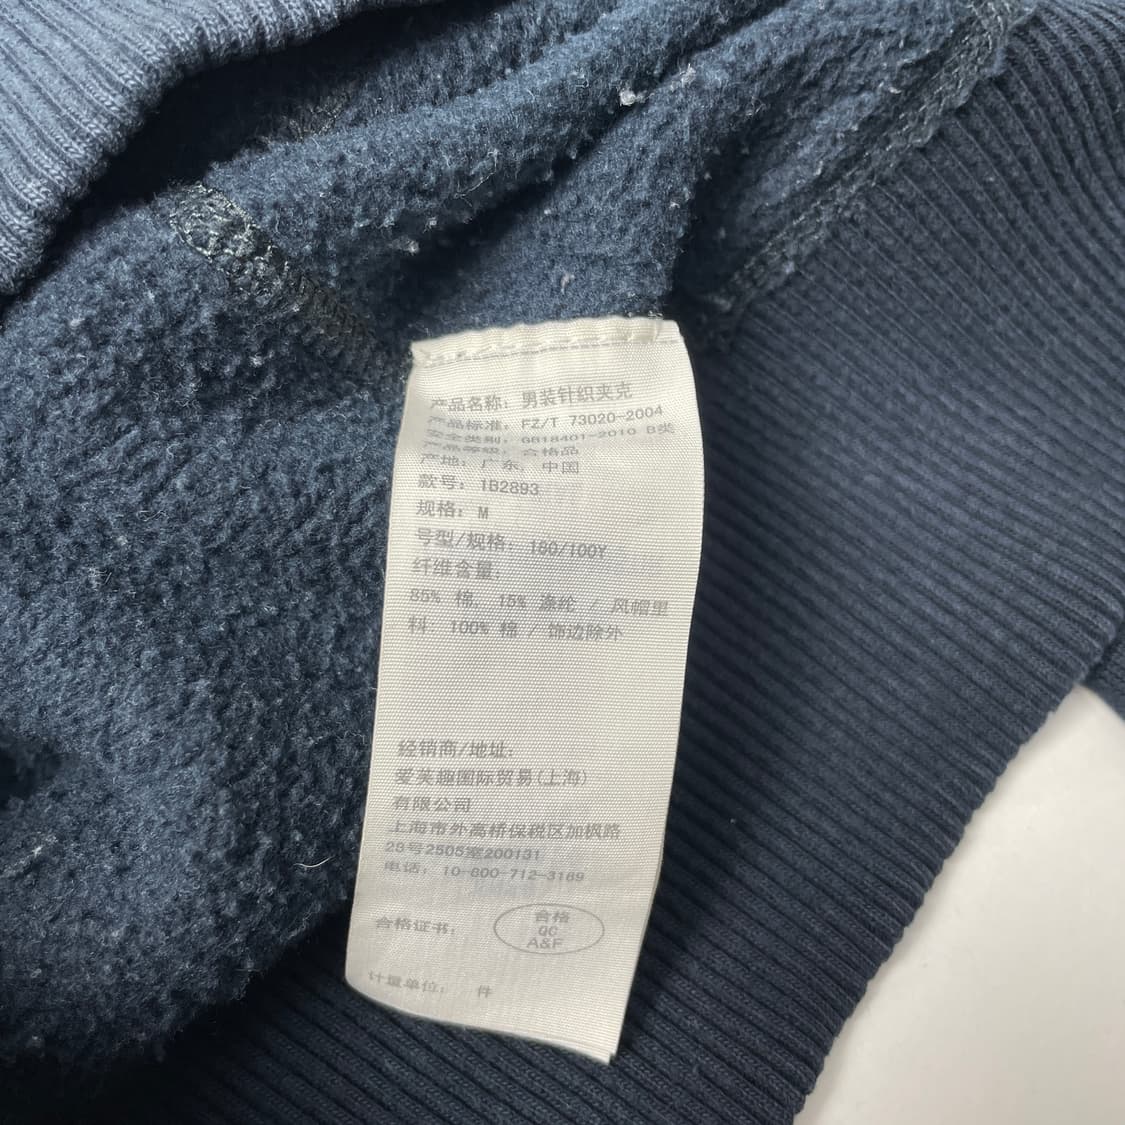 产品名称: 男装针织夹克
产品标准: FZ/T 73020-2004
安全类别: GB18401-2010 B类
产品等级: 合格品
产地: 广东, 中国
款号: 1B2893
规格: M
号型/规格: 180/100Y
纤维含量:
85% 棉, 15% 涤纶 / 风帽里
料 100% 棉 / 饰边除外
经销商/地址:
爱芙趣国际贸易(上海)
有限公司
上海市外高桥保税区加枫路
28号2505室200131
电话: 10-800-712-3189
合格证书:
合格
QC
A&F
计量单位: 件